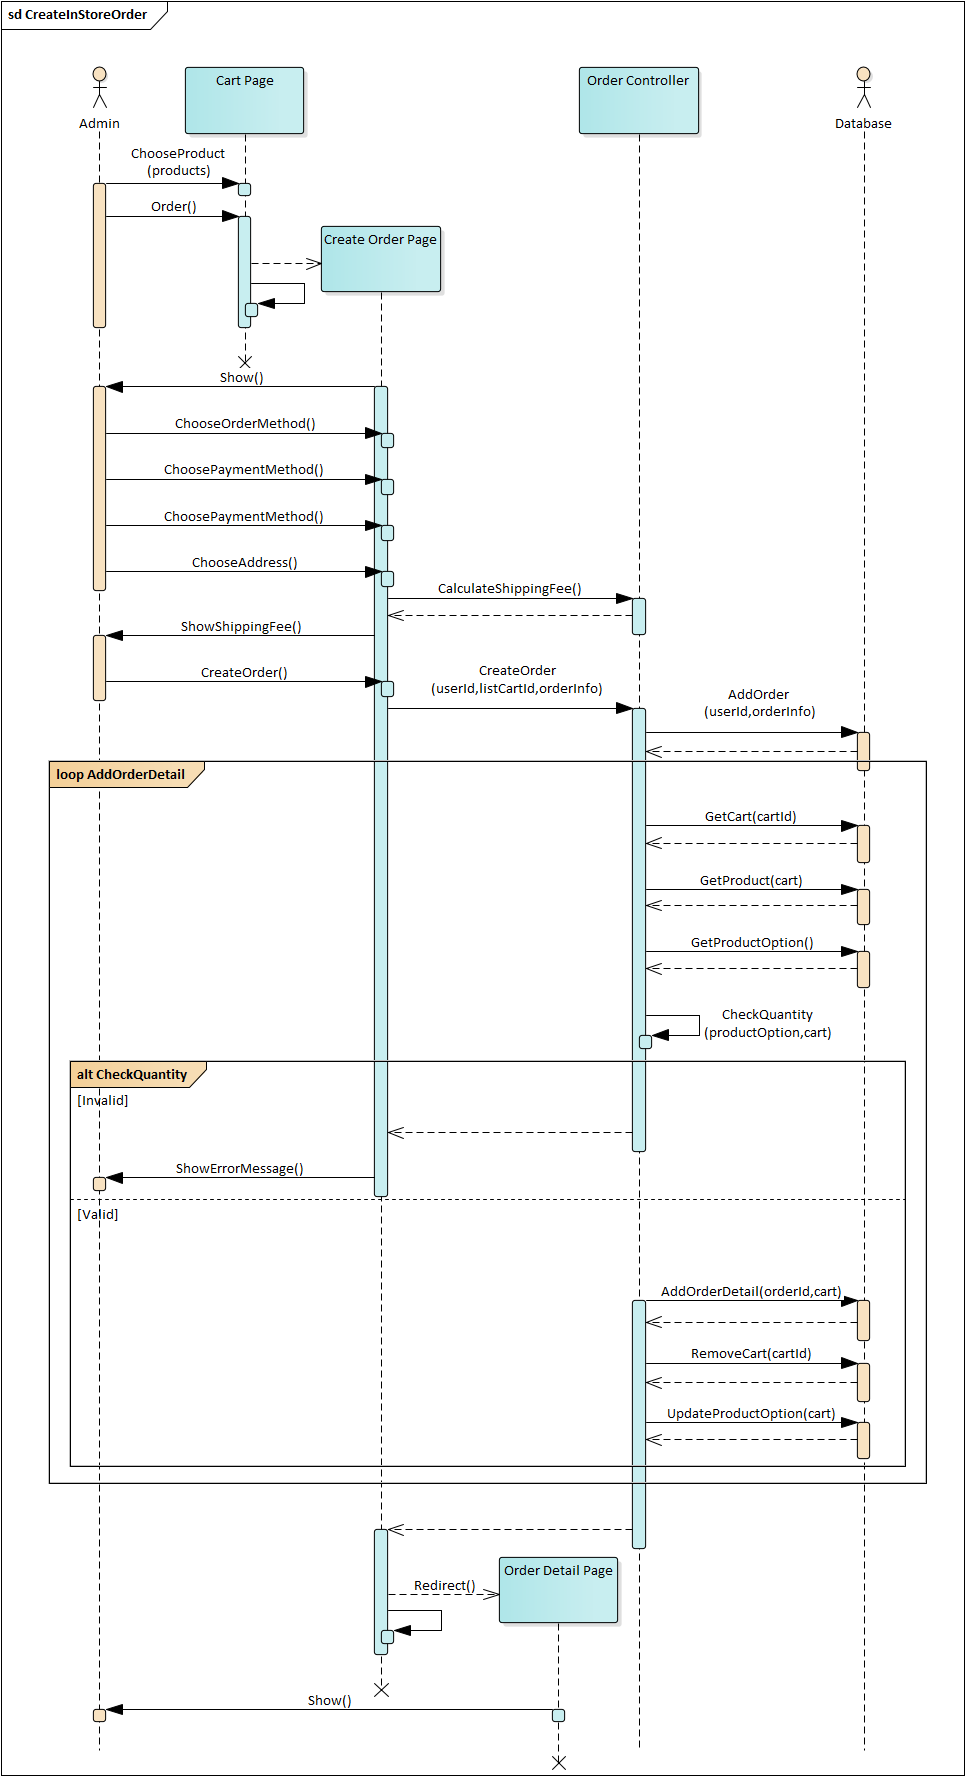 sd CreateInStoreOrder
Admin
Cart Page
Order Controller
Database
ChooseProduct
(products)
Order()
Create Order Page
Show()
ChooseOrderMethod()
ChoosePaymentMethod()
ChoosePaymentMethod()
ChooseAddress()
CalculateShippingFee()
ShowShippingFee()
CreateOrder()
CreateOrder
(userId,listCartId,orderInfo)
AddOrder
(userId,orderInfo)
loop AddOrderDetail
GetCart(cartId)
GetProduct(cart)
GetProductOption()
CheckQuantity
(productOption,cart)
alt CheckQuantity
[Invalid]
ShowErrorMessage()
[Valid]
AddOrderDetail(orderId,cart)
RemoveCart(cartId)
UpdateProductOption(cart)
Order Detail Page
Redirect()
Show()